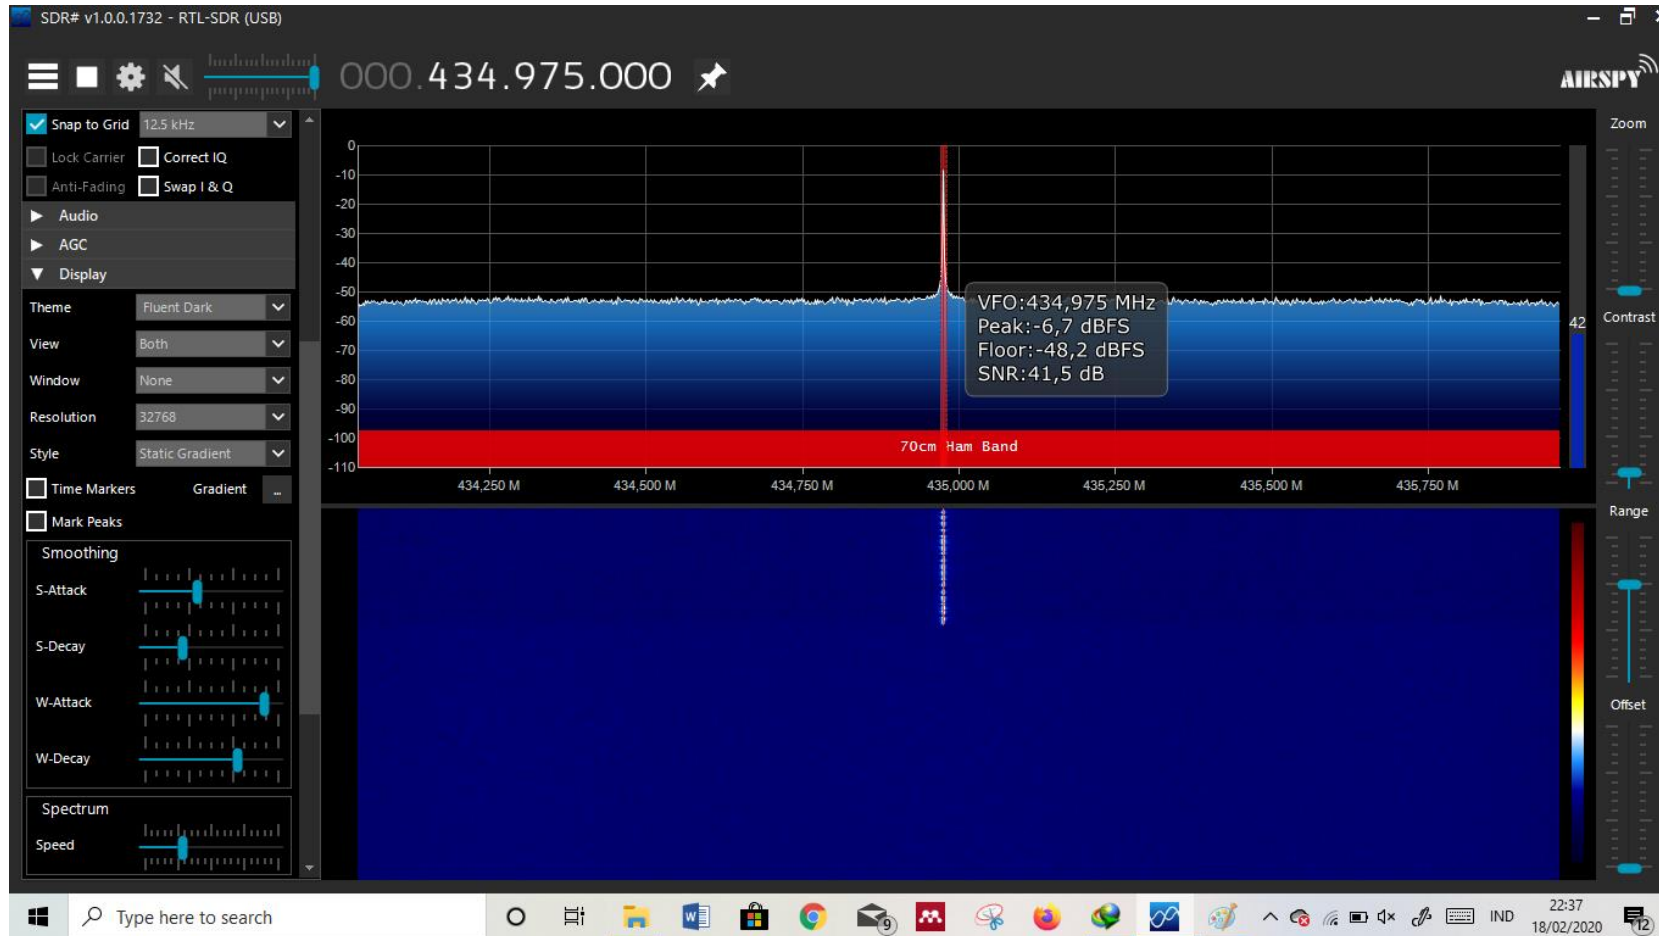 SDR# v1.0.0.1732 - RTL-SDR (USB)
000.434.975.000
AIRSPY
Snap to Grid 12.5 kHz
Lock Carrier Correct IQ
Anti-Fading Swap I & Q
Audio
AGC
Display
Theme Fluent Dark
View Both
Window None
Resolution 32768
Style Static Gradient
Time Markers Gradient ...
Mark Peaks
Smoothing
S-Attack
S-Decay
W-Attack
W-Decay
Spectrum
Speed
0
-10
-20
-30
-40
-50
-60
-70
-80
-90
-100
-110
VFO:434,975 MHz
Peak:-6,7 dBFS
Floor:-48,2 dBFS
SNR:41,5 dB
70cm Ham Band
434,250 M 434,500 M 434,750 M 435,000 M 435,250 M 435,500 M 435,750 M
42
Zoom
Contrast
Range
Offset
Type here to search
W
9
IND
22:37
18/02/2020
12